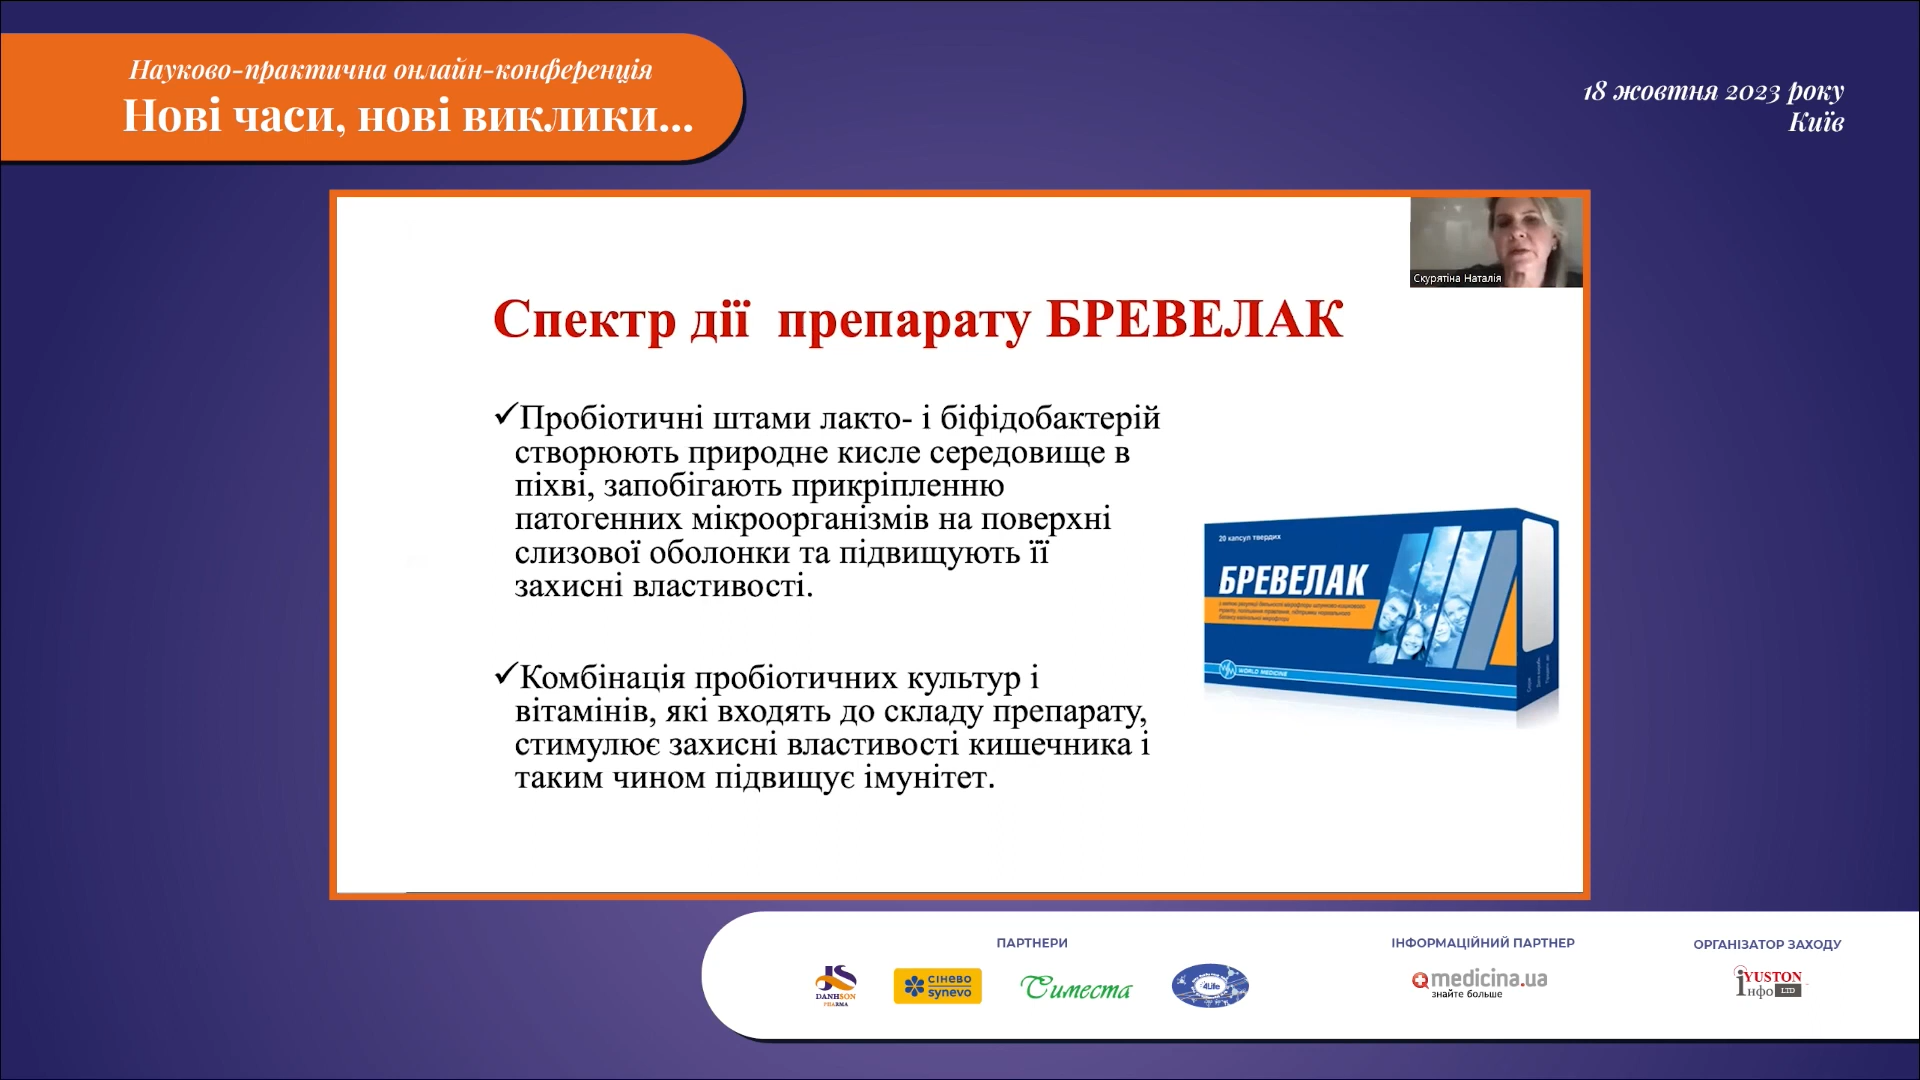 Науково-практична онлайн-конференція
Нові часи, нові виклики...
18 жовтня 2023 року
Київ
Скурятіна Наталія
Спектр дії препарату БРЕВЕЛАК
✓Пробіотичні штами лакто- і біфідобактерій
створюють природне кисле середовище в
піхві, запобігають прикріпленню
патогенних мікроорганізмів на поверхні
слизової оболонки та підвищують її
захисні властивості.
✓Комбінація пробіотичних культур і
вітамінів, які входять до складу препарату,
стимулює захисні властивості кишечника і
таким чином підвищує імунітет.
20 капсул твердих
БРЕВЕЛАК
WORLD MEDICINE
ПАРТНЕРИ
DANHSON
PHARMA
сінево
synevo
Симеста
4Life
ІНФОРМАЦІЙНИЙ ПАРТНЕР
medicina.ua
знайте больше
ОРГАНІЗАТОР ЗАХОДУ
YUSTON
інфо LTD